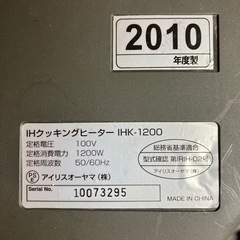 2010
年度製
IHクッキングヒーター IHK-1200
定格電圧 100V
定格消費電力 1200W
定格周波数 50/60Hz
総務省基準適合
型式確認 第IRIH-02号
アイリスオーヤマ(株)
PS
E
アイリスオーヤマ(株)
Serial No. 10073295
MADE IN CHINA